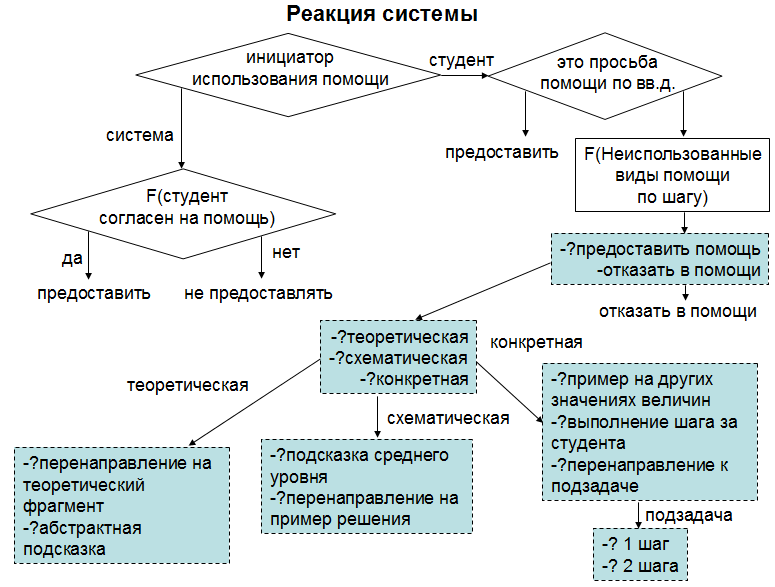 Реакция системы
инициатор
использования помощи
студент
это просьба
помощи по вв.д.
система
предоставить
F(Неиспользованные
виды помощи
по шагу)
F(студент
согласен на помощь)
да
нет
предоставить
не предоставлять
-?предоставить помощь
-отказать в помощи
отказать в помощи
-?теоретическая
-?схематическая
-?конкретная
конкретная
теоретическая
схематическая
-?пример на других
значениях величин
-?выполнение шага за
студента
-?перенаправление к
подзадаче
-?перенаправление на
теоретический
фрагмент
-?абстрактная
подсказка
-?подсказка среднего
уровня
-?перенаправление на
пример решения
подзадача
-? 1 шаг
-? 2 шага